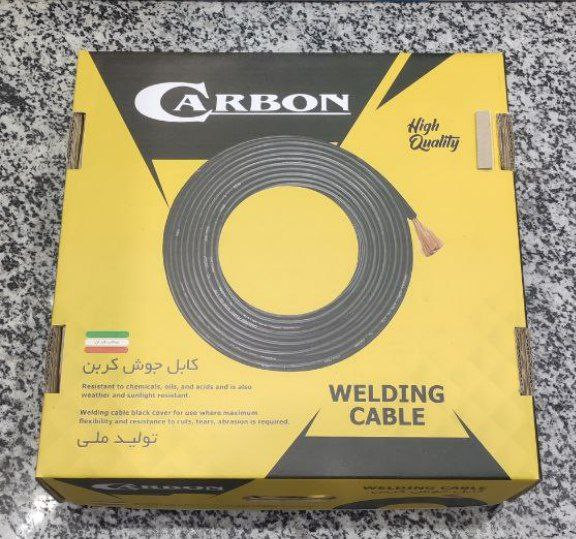 CARBON
High
Quality
کابل جوش کربن
Resistant to chemicals, oils, and acids and is also
weather and sunlight resistant
Welding cable black cover for use where maximum
flexibility and resistance to cuts, tears, abrasion is required.
تولید ملی
WELDING
CABLE
CARBON
WELDING CABLE